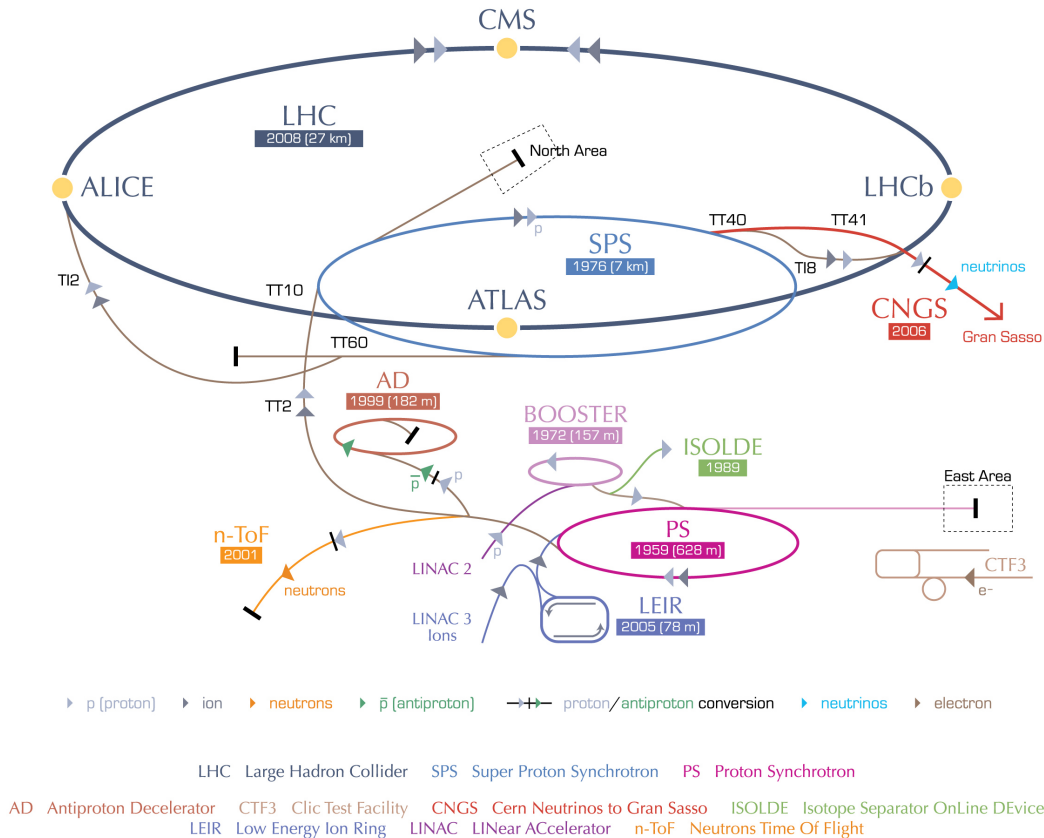 CMS
LHC
2008 (27 km)
North Area
ALICE
LHCb
TT40
TT41
SPS
1976 (7 km)
p
TI8
TI2
TT10
neutrinos
ATLAS
CNGS
2006
Gran Sasso
TT60
AD
1999 (182 m)
TT2
BOOSTER
1972 (157 m)
ISOLDE
1989
p
p̄
East Area
n-ToF
2001
PS
1959 (628 m)
p
LINAC 2
neutrons
CTF3
e-
LEIR
2005 (78 m)
LINAC 3
Ions
p (proton) ion neutrons p̄ (antiproton) proton/antiproton conversion neutrinos electron
LHC Large Hadron Collider SPS Super Proton Synchrotron PS Proton Synchrotron
AD Antiproton Decelerator CTF3 Clic Test Facility CNGS Cern Neutrinos to Gran Sasso ISOLDE Isotope Separator OnLine DEvice
LEIR Low Energy Ion Ring LINAC LINear ACcelerator n-ToF Neutrons Time Of Flight